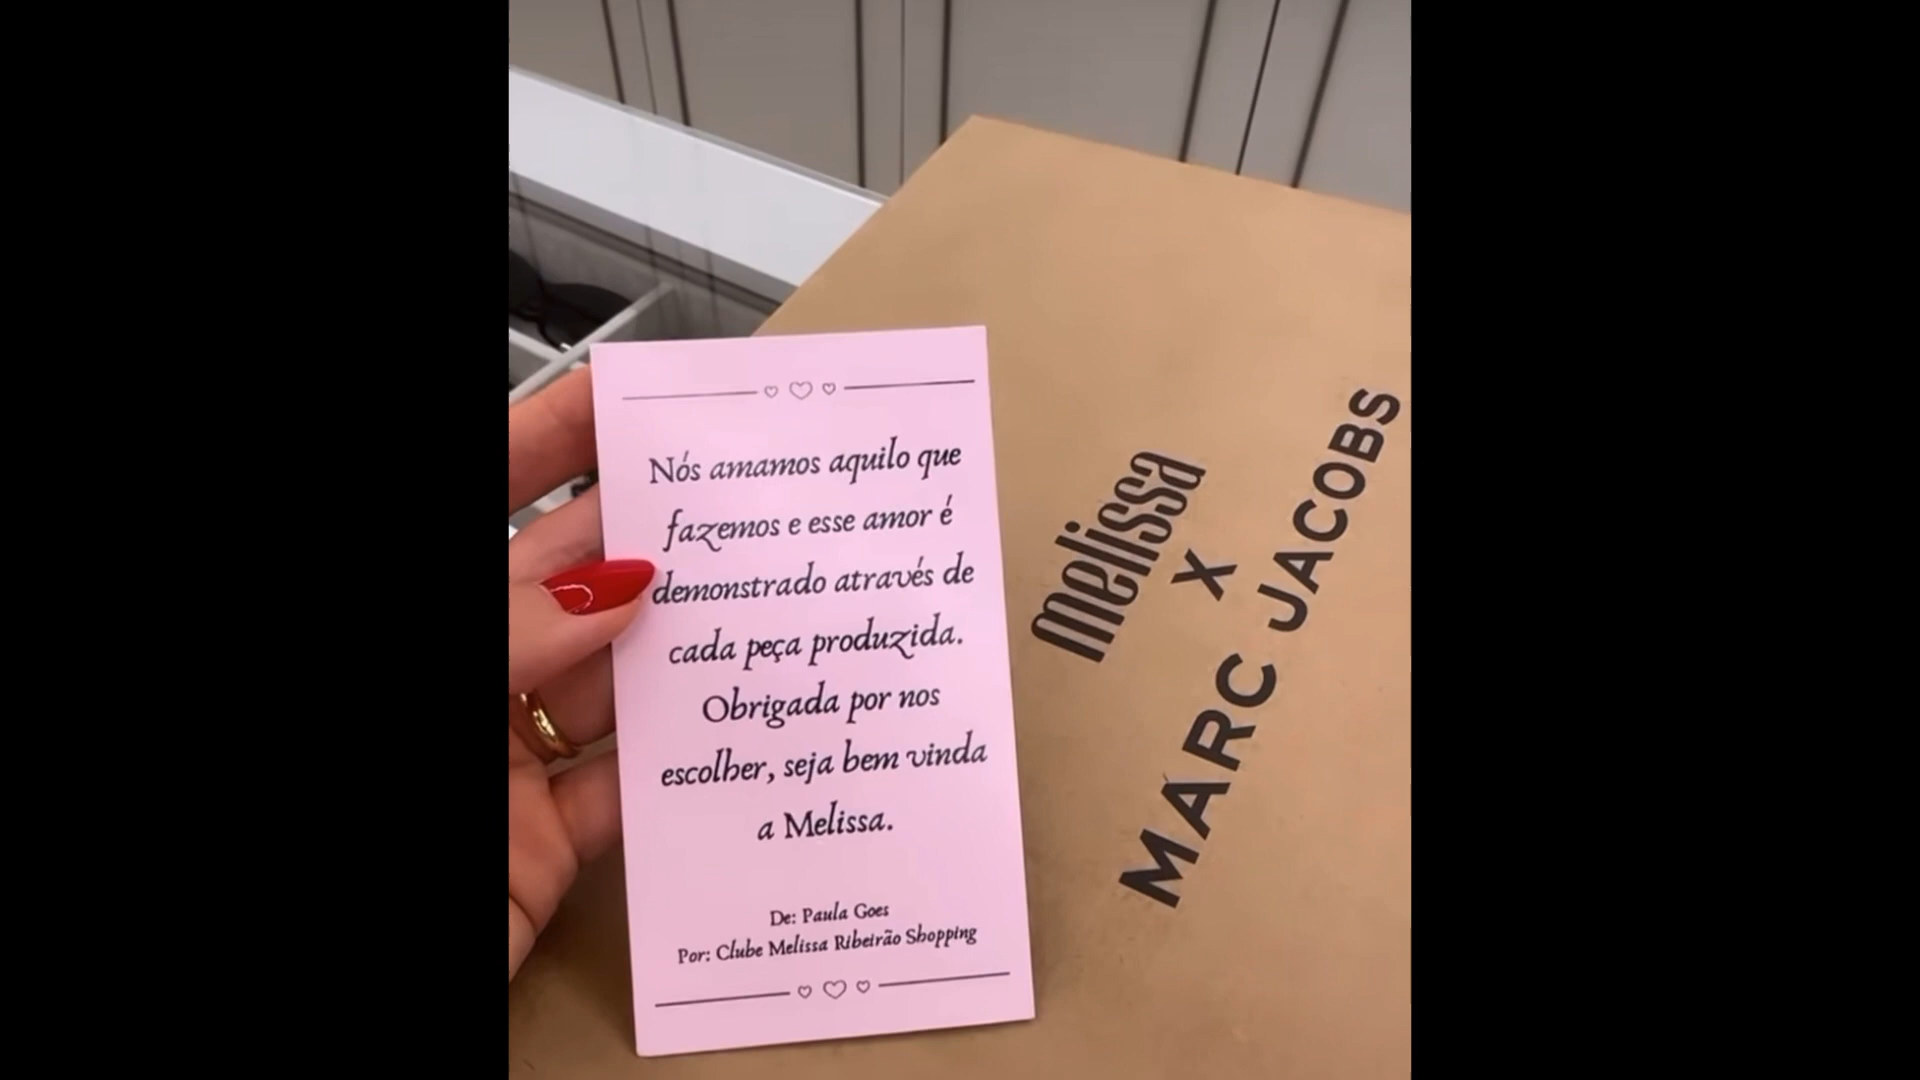 Nós amamos aquilo que
fazemos e esse amor é
demonstrado através de
cada peça produzida.
Obrigada por nos
escolher, seja bem vinda
a Melissa.
De: Paula Goes
Por: Clube Melissa Ribeirão Shopping
melissa
X
MARC JACOBS